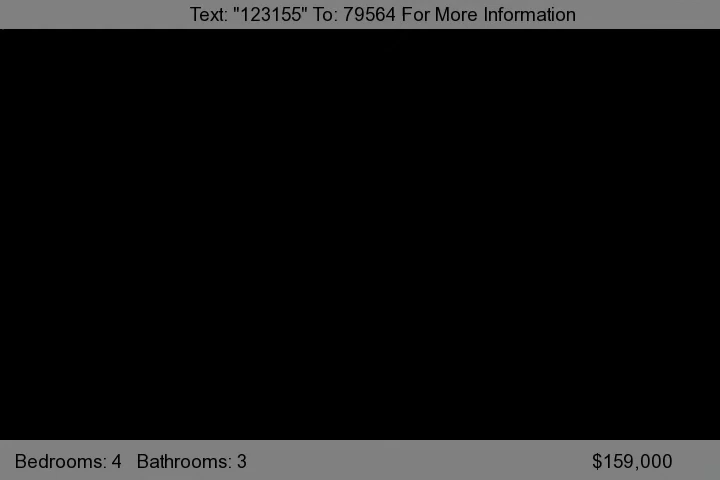 Text: "123155" To: 79564 For More Information
Bedrooms: 4 Bathrooms: 3 $159,000